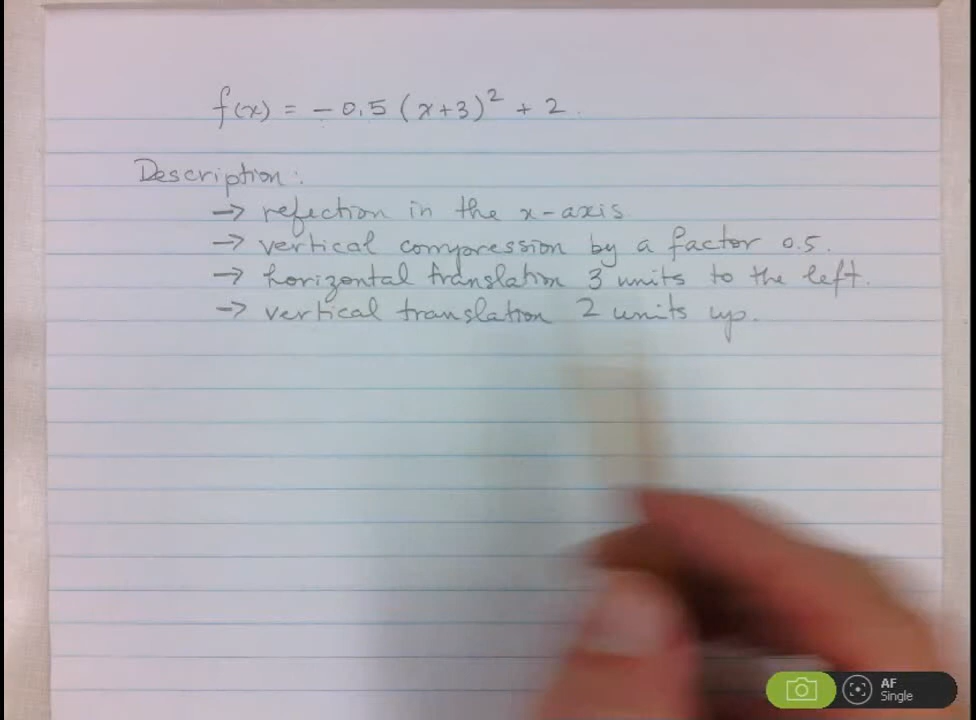 f(x) = - 0.5 (x+3)² + 2
Description:
→ refection in the x-axis
→ vertical compression by a factor 0.5.
→ horizontal translation 3 units to the left.
→ vertical translation 2 units up.
AF
Single